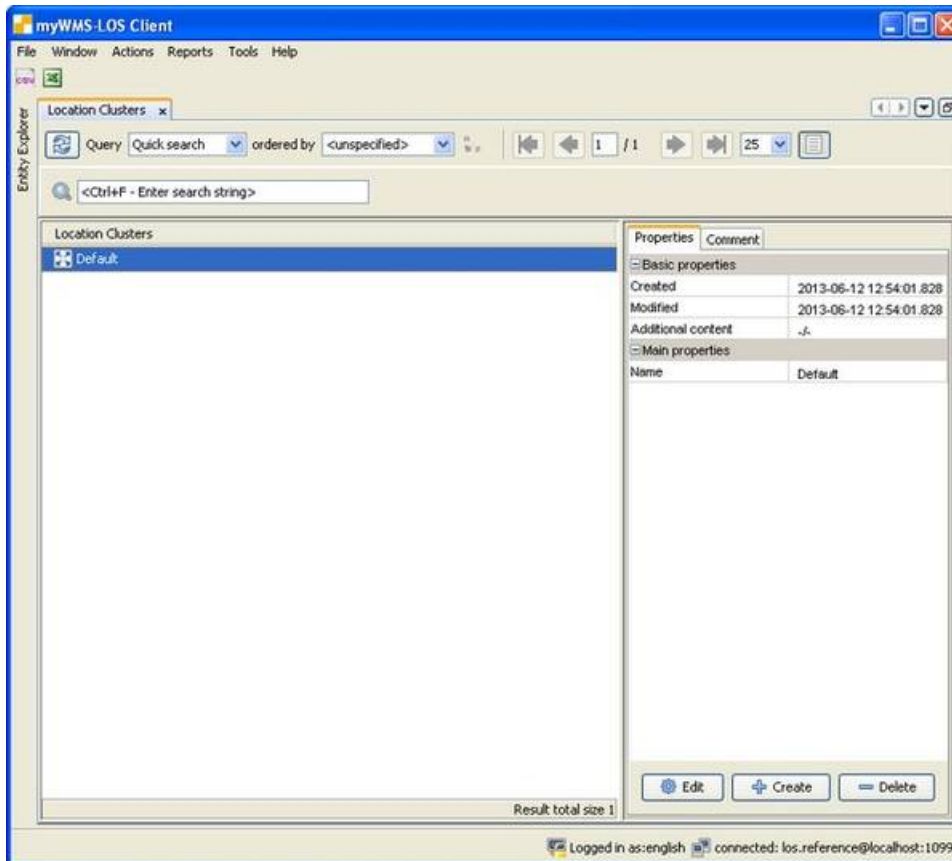 myWMS-LOS Client
File Window Actions Reports Tools Help
CSV
Entity Explorer
Location Clusters x
Query Quick search ordered by <unspecified> 1 / 1 25
<Ctrl+F - Enter search string>
Location Clusters
Default
Properties Comment
Basic properties
Created 2013-06-12 12:54:01.828
Modified 2013-06-12 12:54:01.828
Additional content -/-
Main properties
Name Default
Edit Create Delete
Result total size 1
Logged in as:english connected: los.reference@localhost:1099